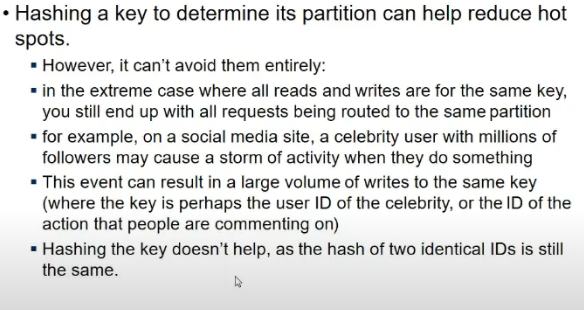 • Hashing a key to determine its partition can help reduce hot
spots.
▪ However, it can't avoid them entirely:
▪ in the extreme case where all reads and writes are for the same key,
you still end up with all requests being routed to the same partition
▪ for example, on a social media site, a celebrity user with millions of
followers may cause a storm of activity when they do something
▪ This event can result in a large volume of writes to the same key
(where the key is perhaps the user ID of the celebrity, or the ID of the
action that people are commenting on)
▪ Hashing the key doesn't help, as the hash of two identical IDs is still
the same.